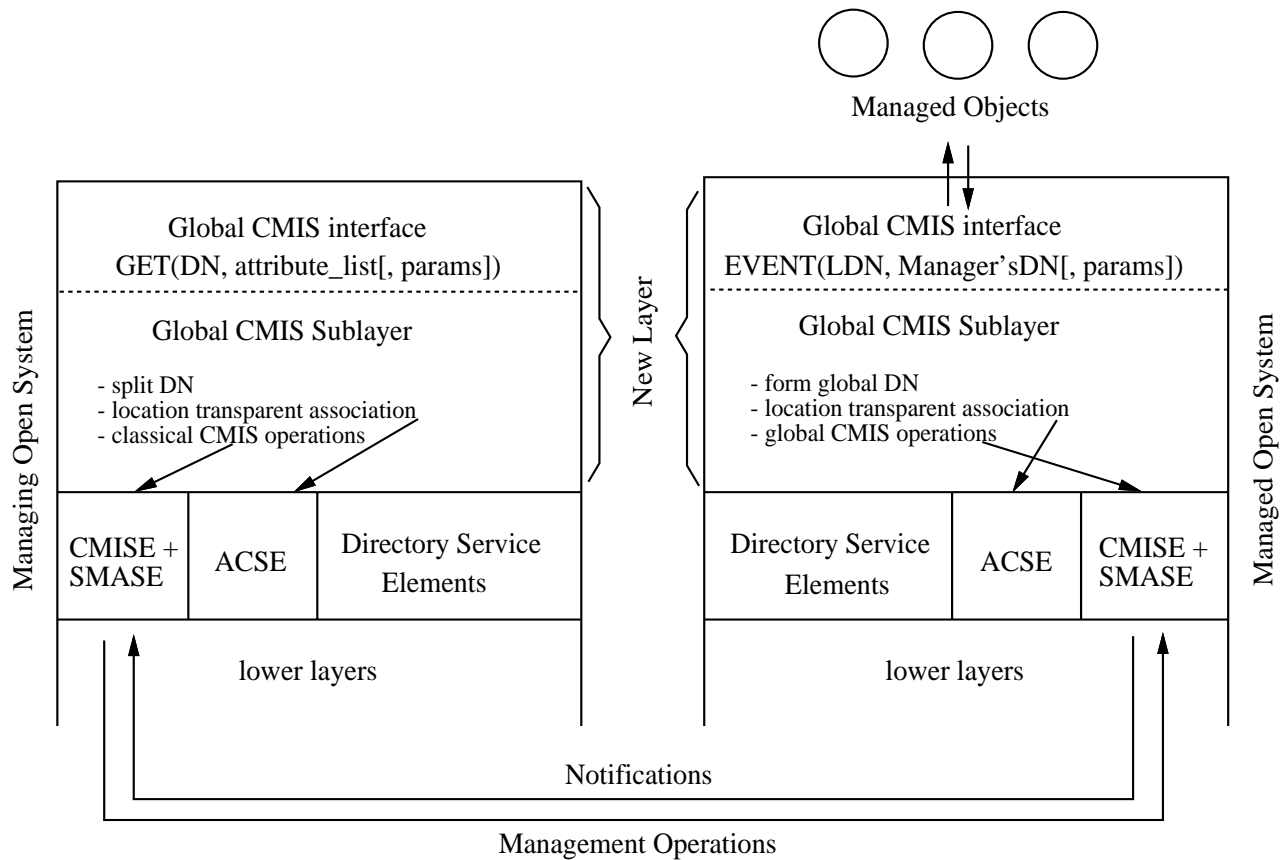 Managed Objects
Managing Open System
Global CMIS interface
GET(DN, attribute_list[, params])
Global CMIS Sublayer
- split DN
- location transparent association
- classical CMIS operations
CMISE +
SMASE
ACSE
Directory Service
Elements
lower layers
New Layer
Global CMIS interface
EVENT(LDN, Manager’sDN[, params])
Global CMIS Sublayer
- form global DN
- location transparent association
- global CMIS operations
Directory Service
Elements
ACSE
CMISE +
SMASE
lower layers
Managed Open System
Notifications
Management Operations